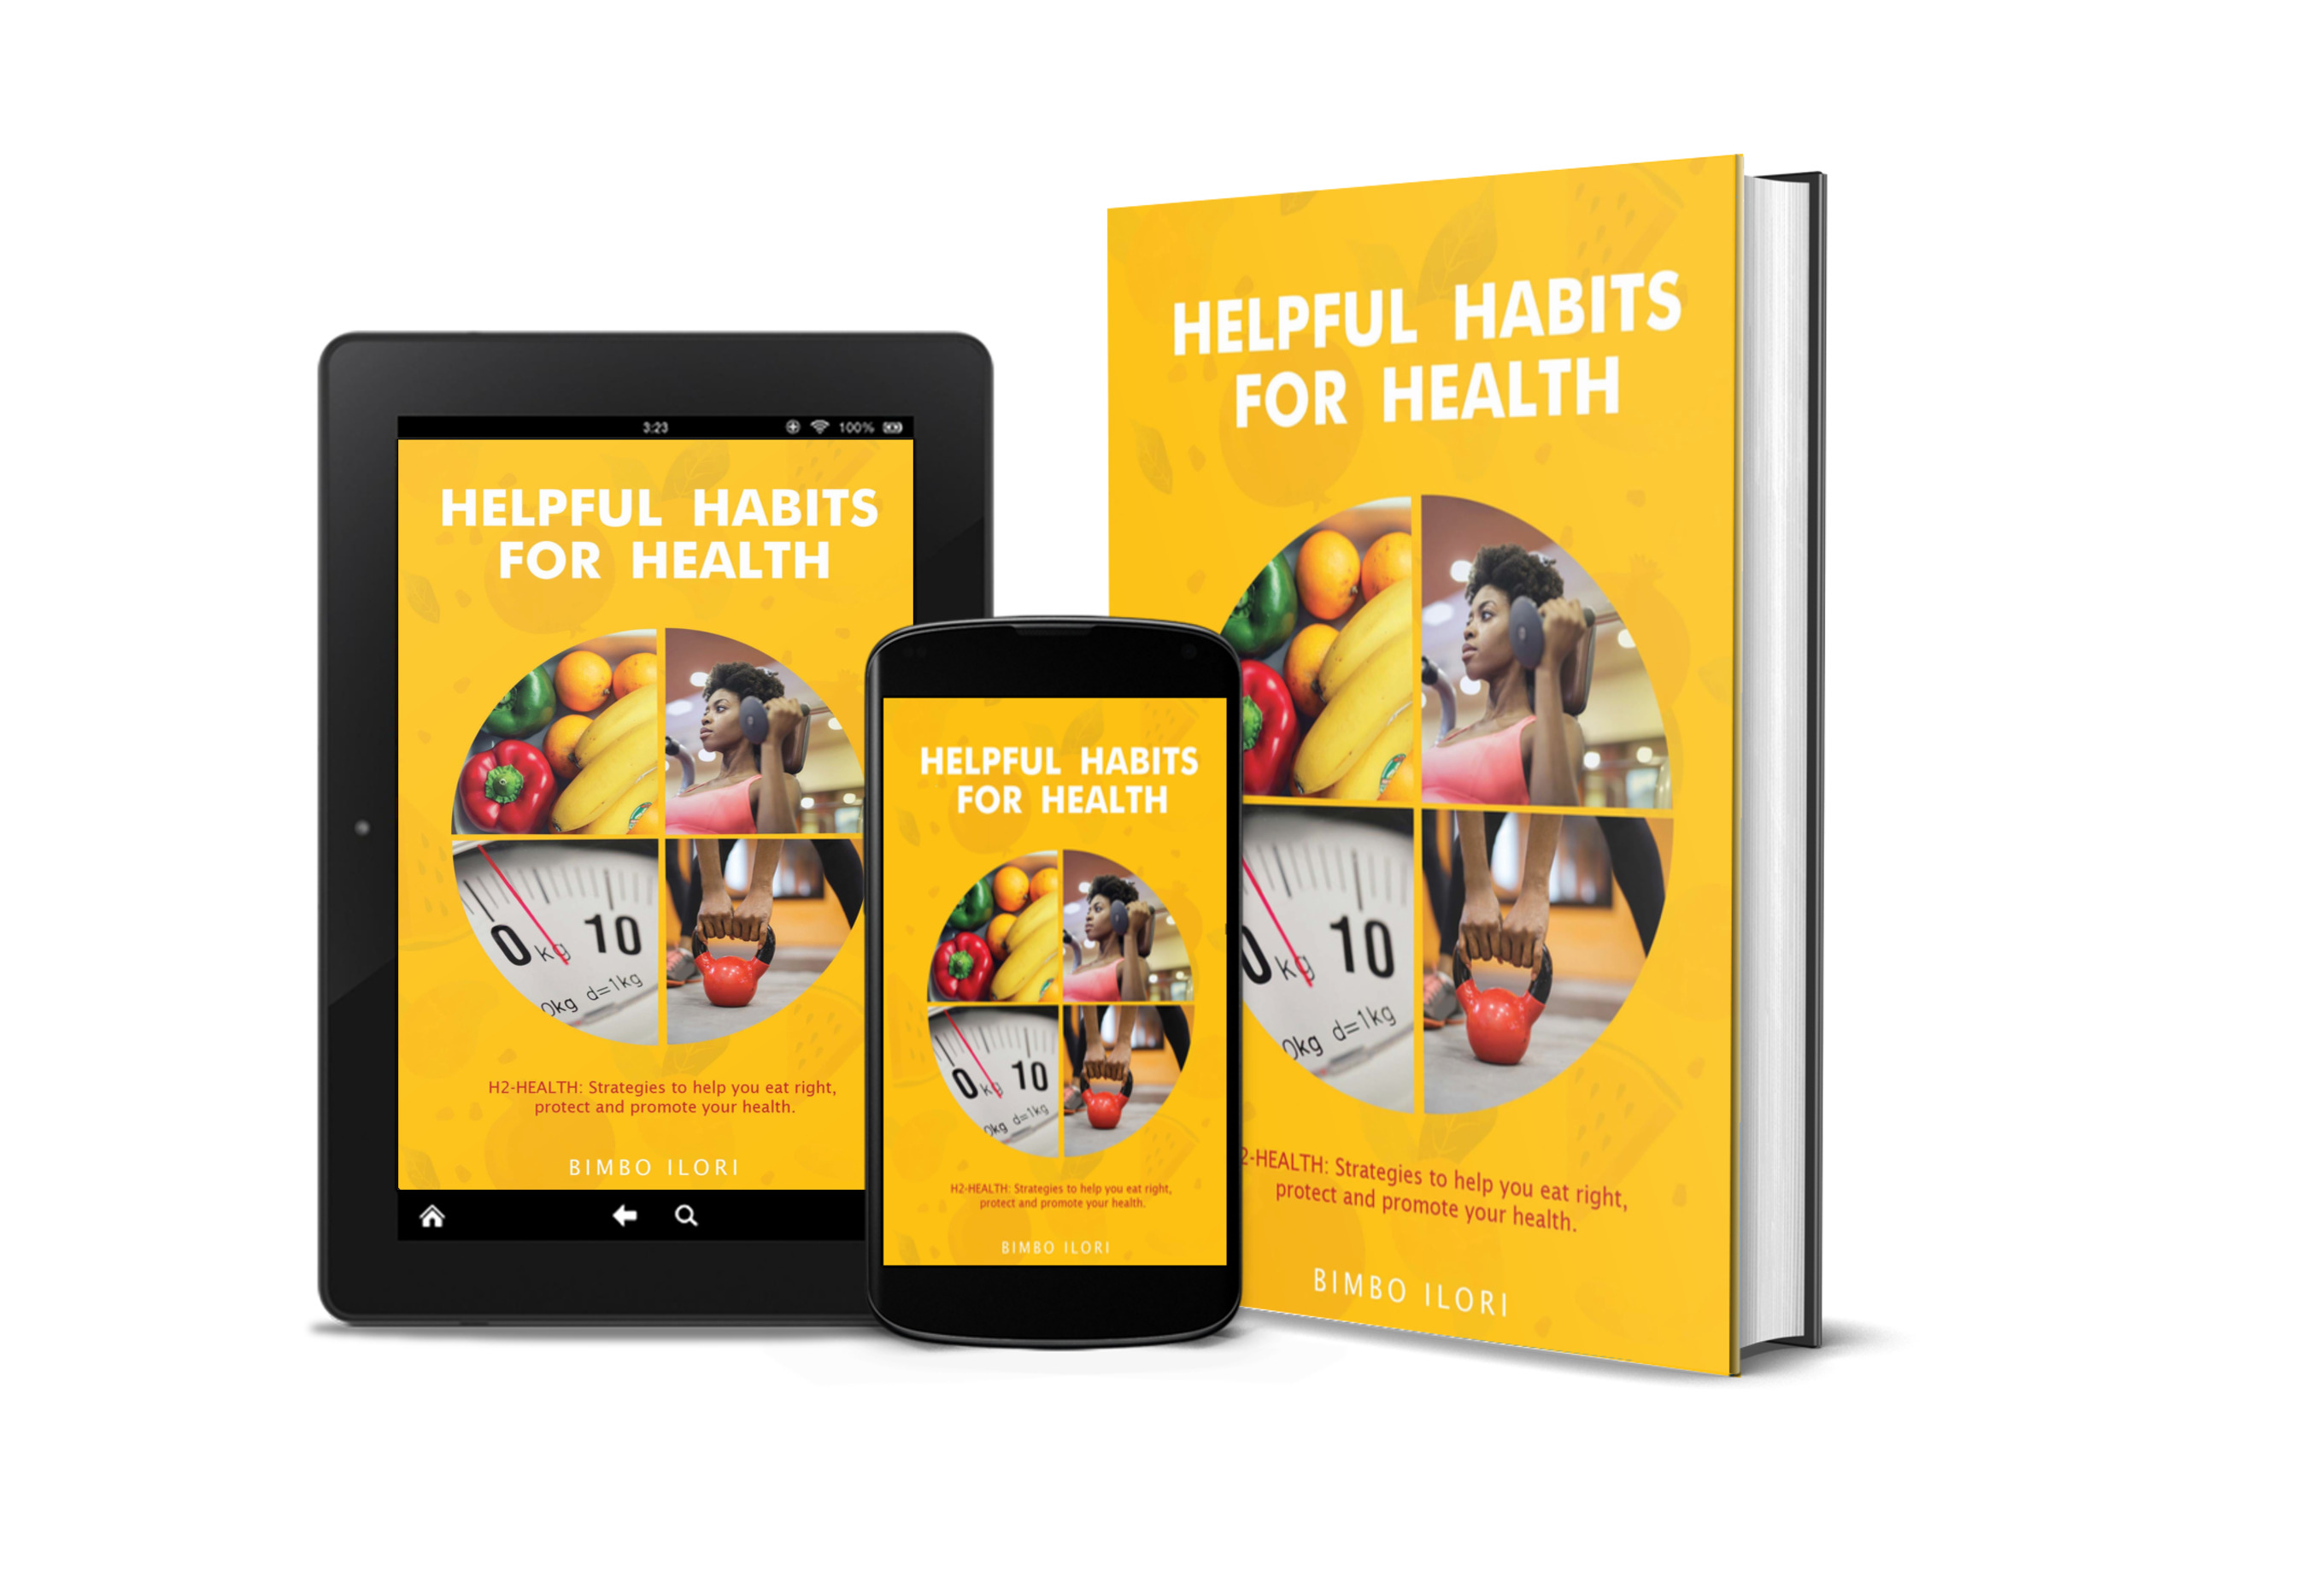 3:23 100%
HELPFUL HABITS
FOR HEALTH
0 kg 10
0kg d=1kg
H2-HEALTH: Strategies to help you eat right,
protect and promote your health.
BIMBO ILORI
HELPFUL HABITS
FOR HEALTH
0 kg 10
0kg d=1kg
H2-HEALTH: Strategies to help you eat right,
protect and promote your health.
BIMBO ILORI
HELPFUL HABITS
FOR HEALTH
0 kg 10
0kg d=1kg
2-HEALTH: Strategies to help you eat right,
protect and promote your health.
BIMBO ILORI